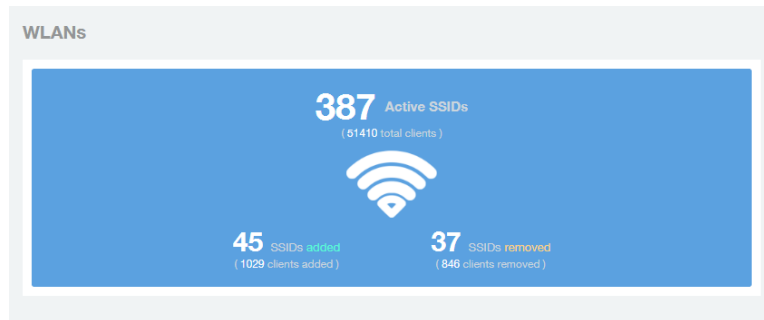 WLANs
387 Active SSIDs
( 51410 total clients )
45 SSIDs added
( 1029 clients added )
37 SSIDs removed
( 846 clients removed )